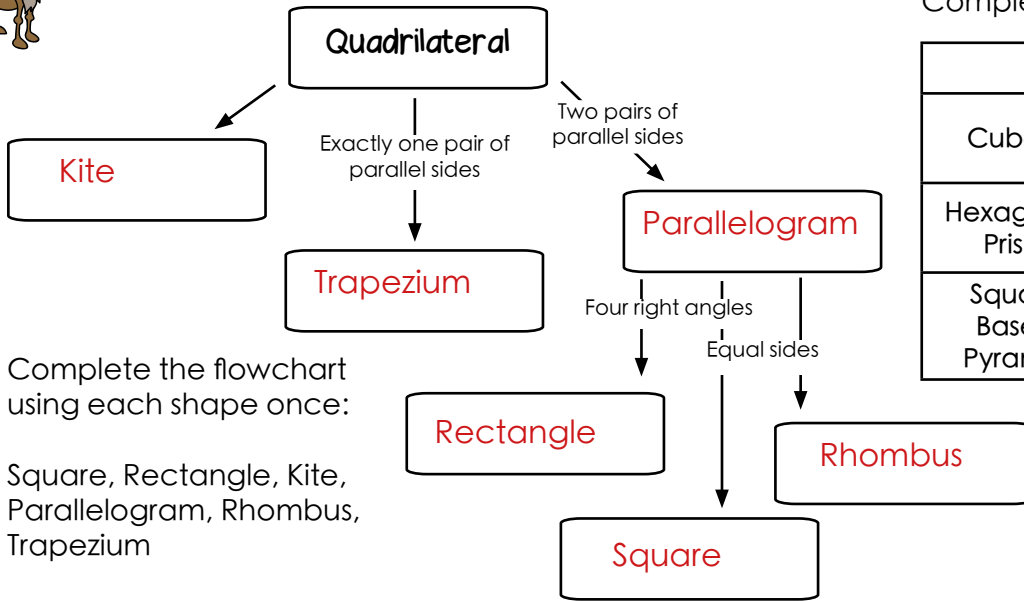 Quadrilateral
Two pairs of
parallel sides
Exactly one pair of
parallel sides
Kite
Parallelogram
Trapezium
Four right angles
Equal sides
Rectangle
Rhombus
Square
Complete the flowchart
using each shape once:
Square, Rectangle, Kite,
Parallelogram, Rhombus,
Trapezium